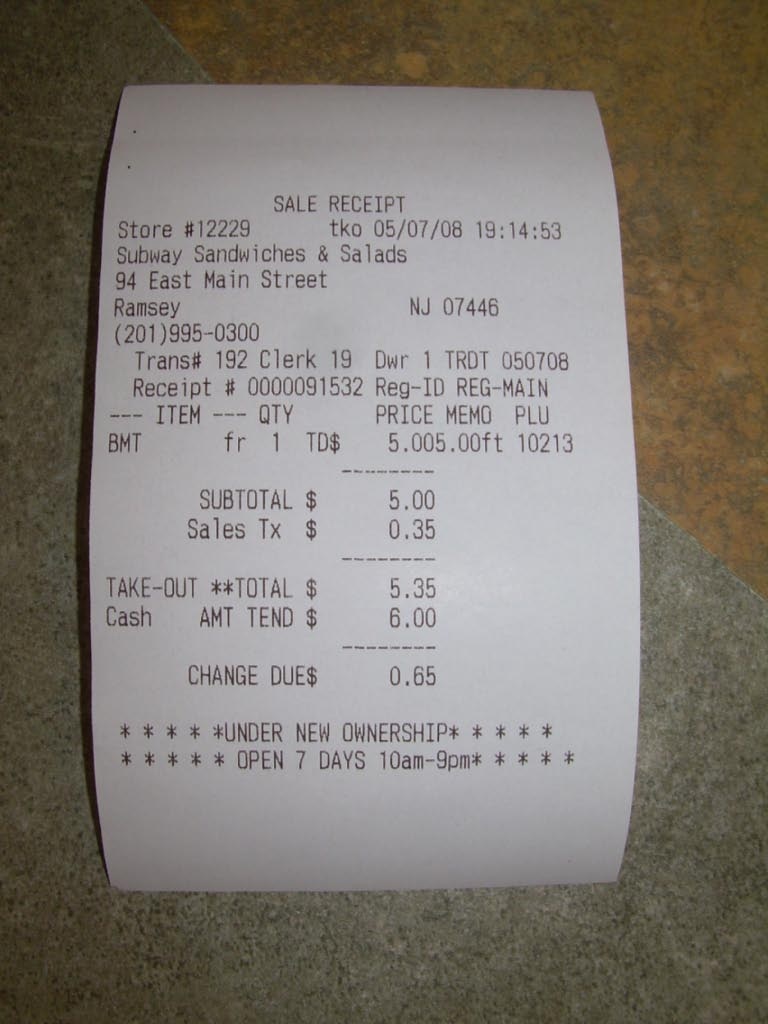 SALE RECEIPT
Store #12229 tko 05/07/08 19:14:53
Subway Sandwiches & Salads
94 East Main Street
Ramsey NJ 07446
(201)995-0300
Trans# 192 Clerk 19 Dwr 1 TRDT 050708
Receipt # 0000091532 Reg-ID REG-MAIN
--- ITEM --- QTY PRICE MEMO PLU
BMT fr 1 TD$ 5.005.00ft 10213
--------
SUBTOTAL $ 5.00
Sales Tx $ 0.35
--------
TAKE-OUT **TOTAL $ 5.35
Cash AMT TEND $ 6.00
--------
CHANGE DUE$ 0.65
* * * * *UNDER NEW OWNERSHIP* * * * *
* * * * * OPEN 7 DAYS 10am-9pm* * * * *